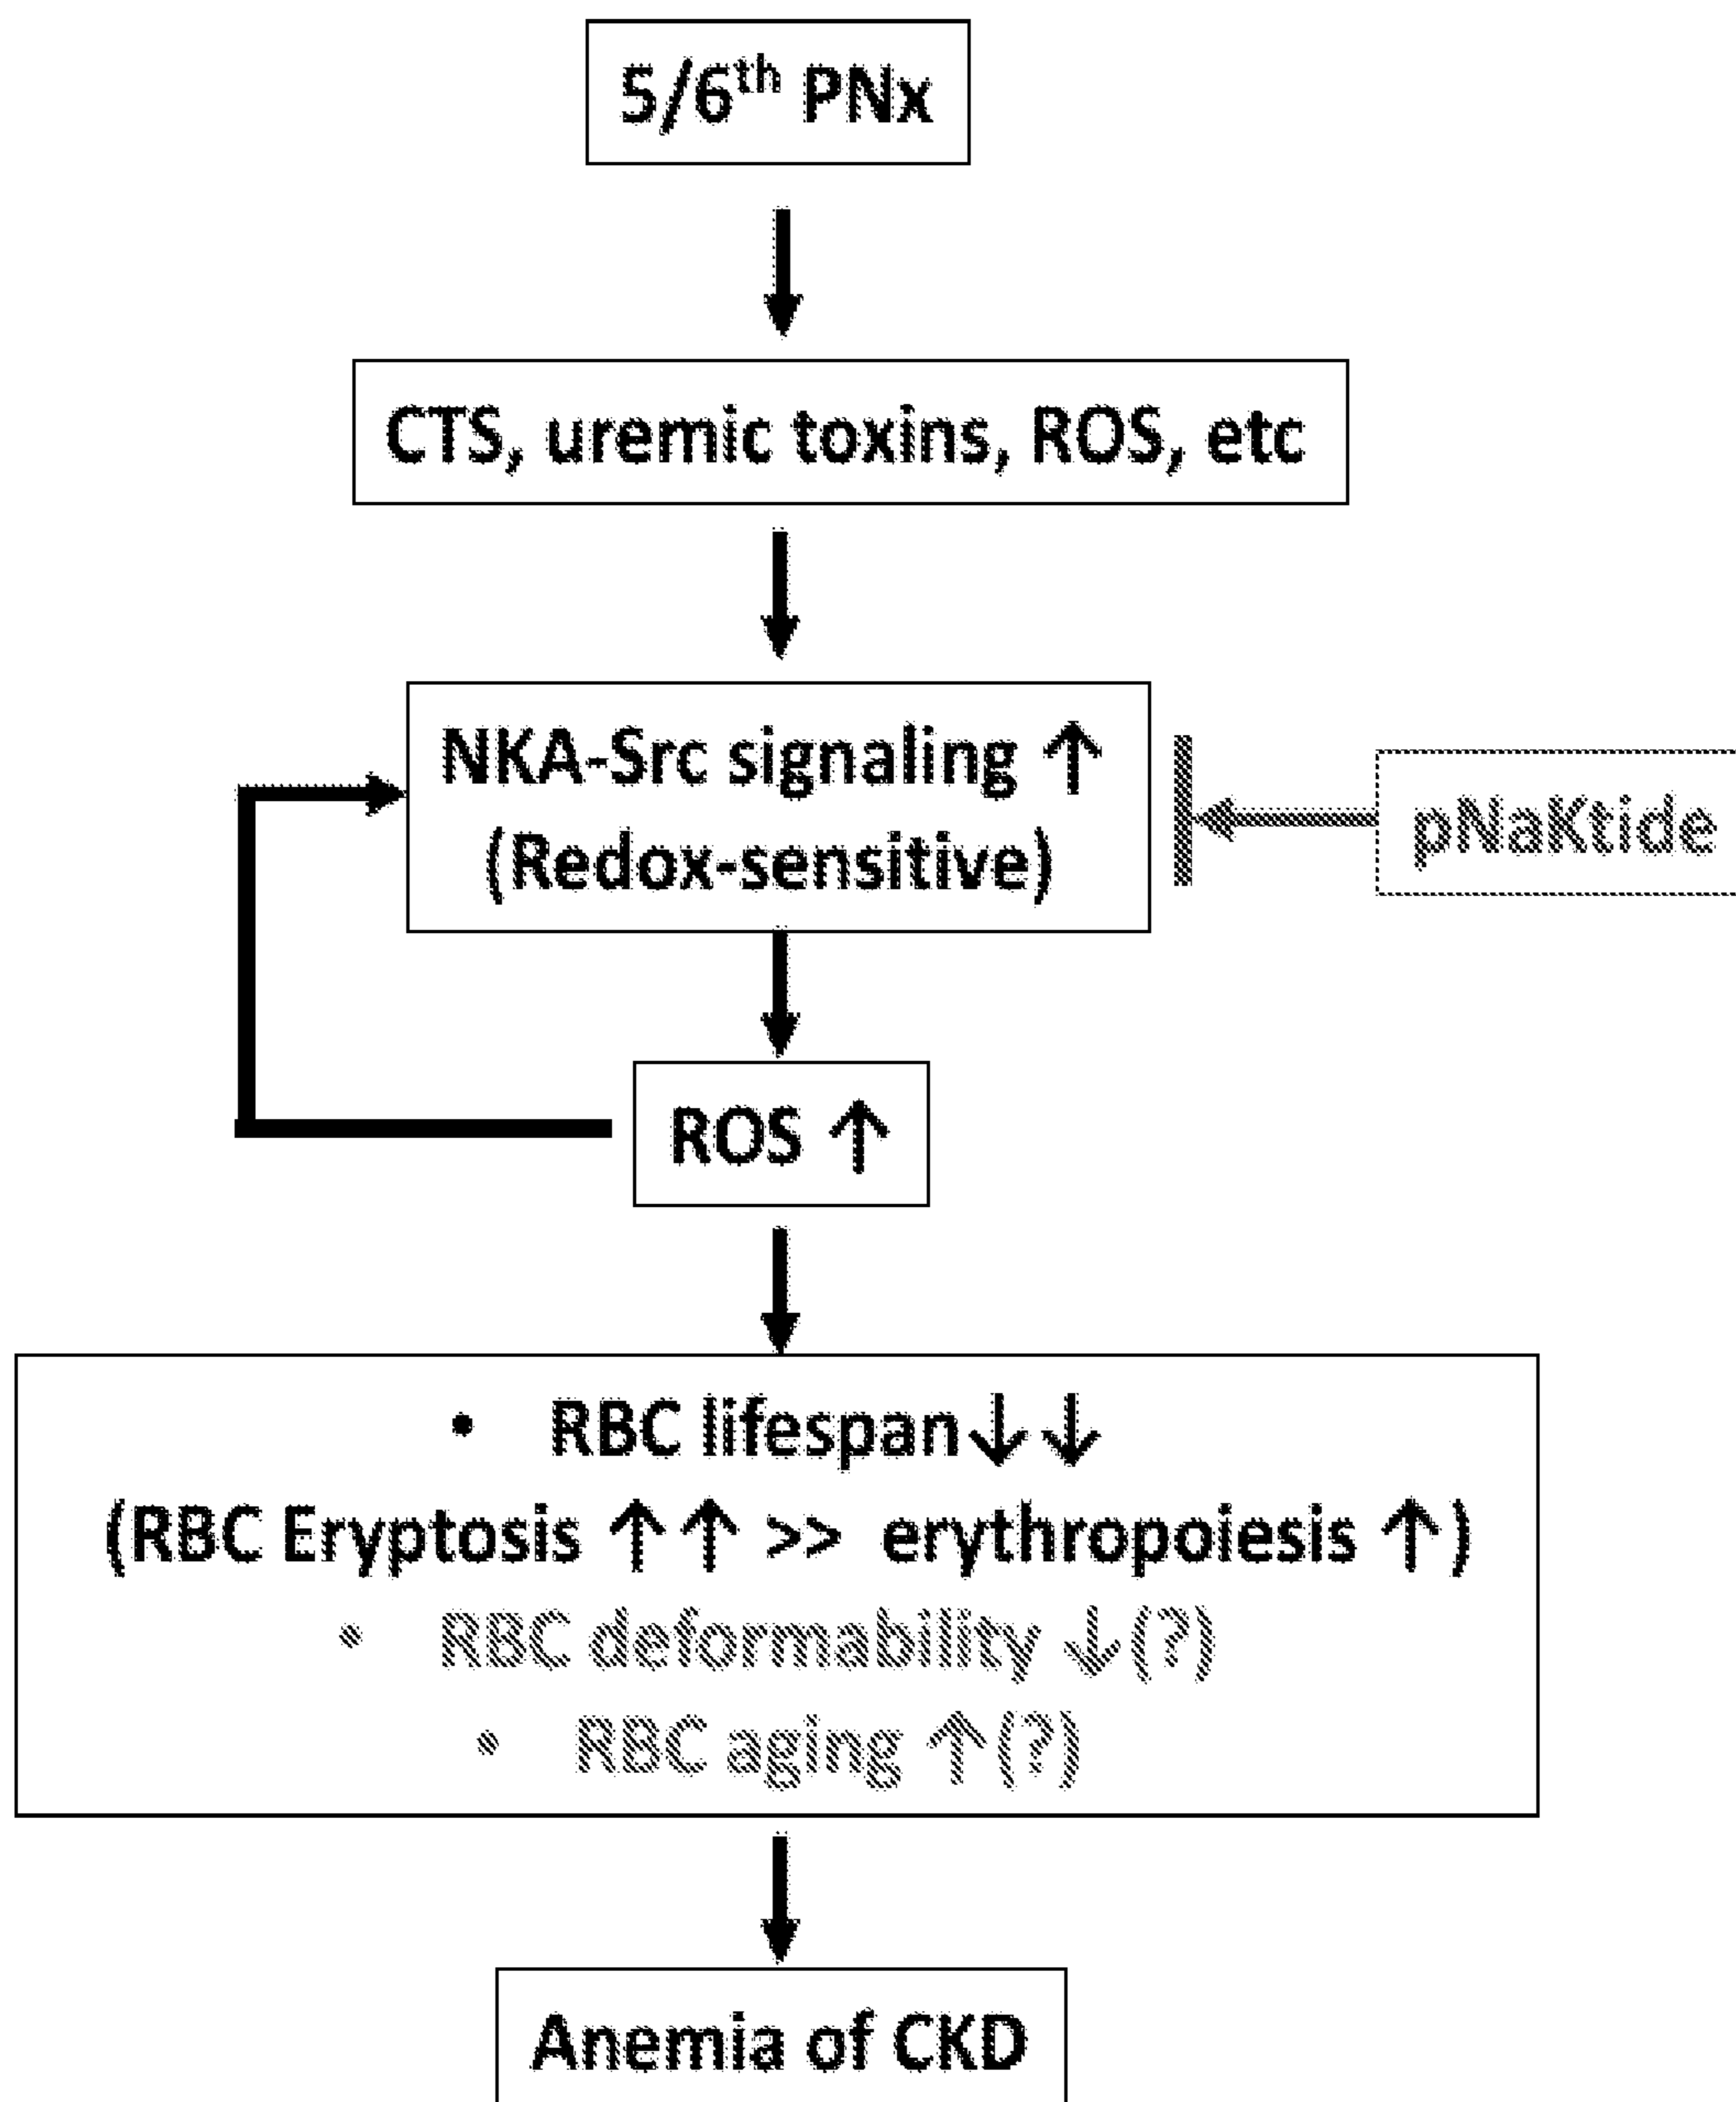 5/6th PNx
CTS, uremic toxins, ROS, etc
NKA-Src signaling ↑
(Redox-sensitive)
pNaKtide
ROS ↑
• RBC lifespan↓↓
(RBC Eryptosis ↑↑ >> erythropoiesis ↑)
• RBC deformability ↓(?)
• RBC aging ↑(?)
Anemia of CKD